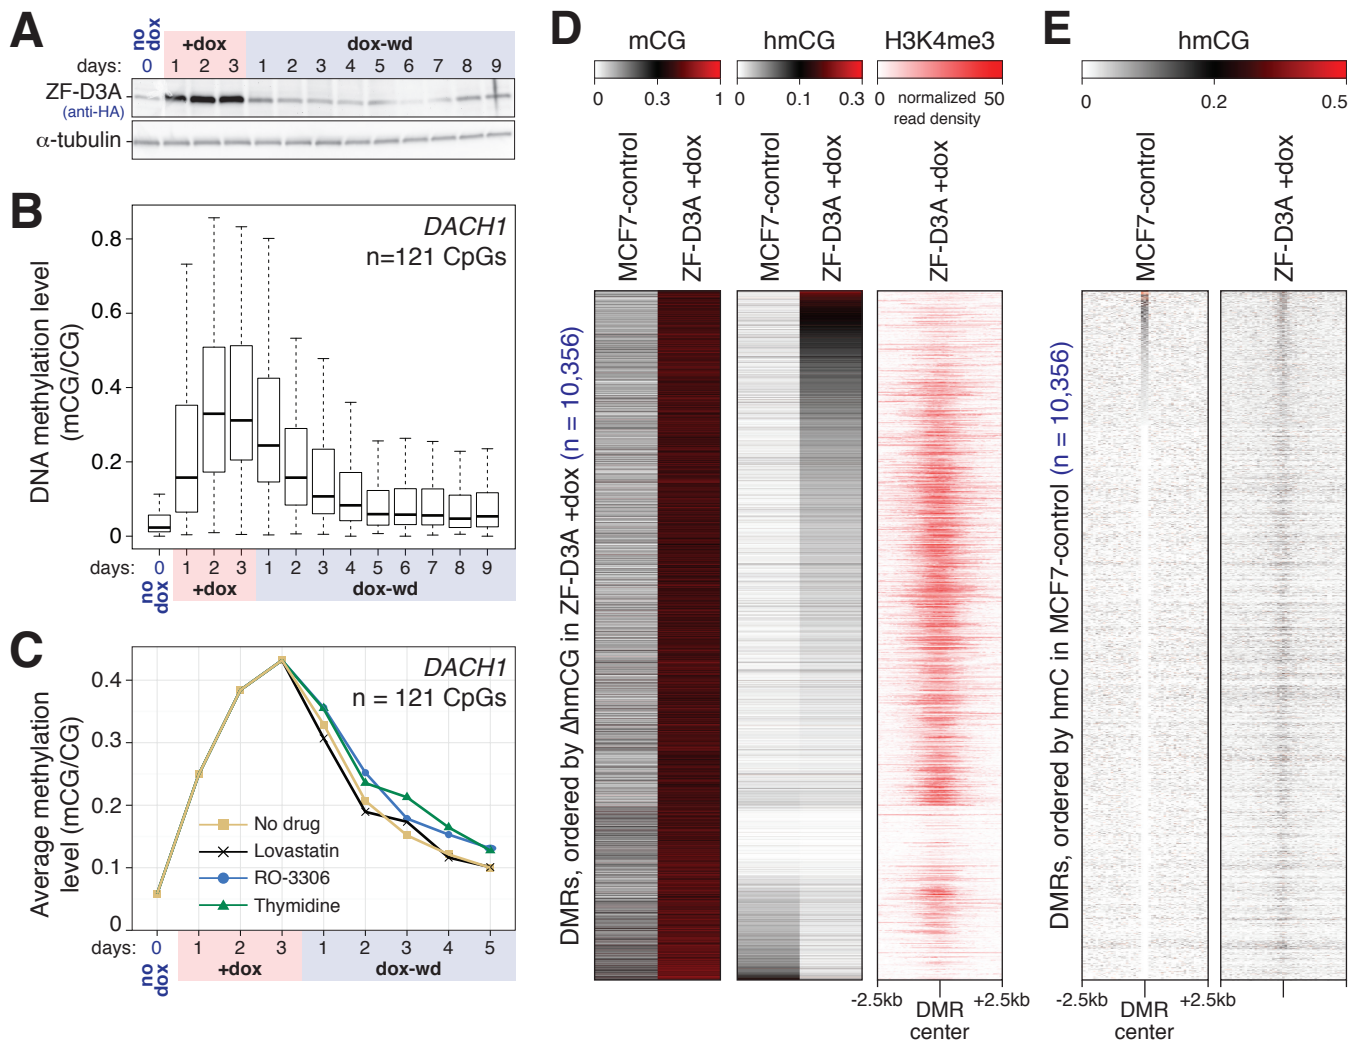 A
no dox
+dox
dox-wd
days: 0 1 2 3 1 2 3 4 5 6 7 8 9
ZF-D3A
(anti-HA)
α-tubulin
B
DACH1
n=121 CpGs
DNA methylation level
(mCG/CG)
0.8
0.6
0.4
0.2
0
days: 0 1 2 3 1 2 3 4 5 6 7 8 9
no dox
+dox
dox-wd
C
DACH1
n = 121 CpGs
Average methylation
level (mCG/CG)
0.4
0.3
0.2
0.1
0
No drug
Lovastatin
RO-3306
Thymidine
days: 0 1 2 3 1 2 3 4 5
no dox
+dox
dox-wd
D
mCG
0 0.3 1
hmCG
0 0.1 0.3
H3K4me3
0 normalized 50
read density
MCF7-control
ZF-D3A +dox
MCF7-control
ZF-D3A +dox
ZF-D3A +dox
DMRs, ordered by ΔhmCG in ZF-D3A +dox (n = 10,356)
-2.5kb +2.5kb
DMR
center
E
hmCG
0 0.2 0.5
MCF7-control
ZF-D3A +dox
DMRs, ordered by hmC in MCF7-control (n = 10,356)
-2.5kb +2.5kb
DMR
center